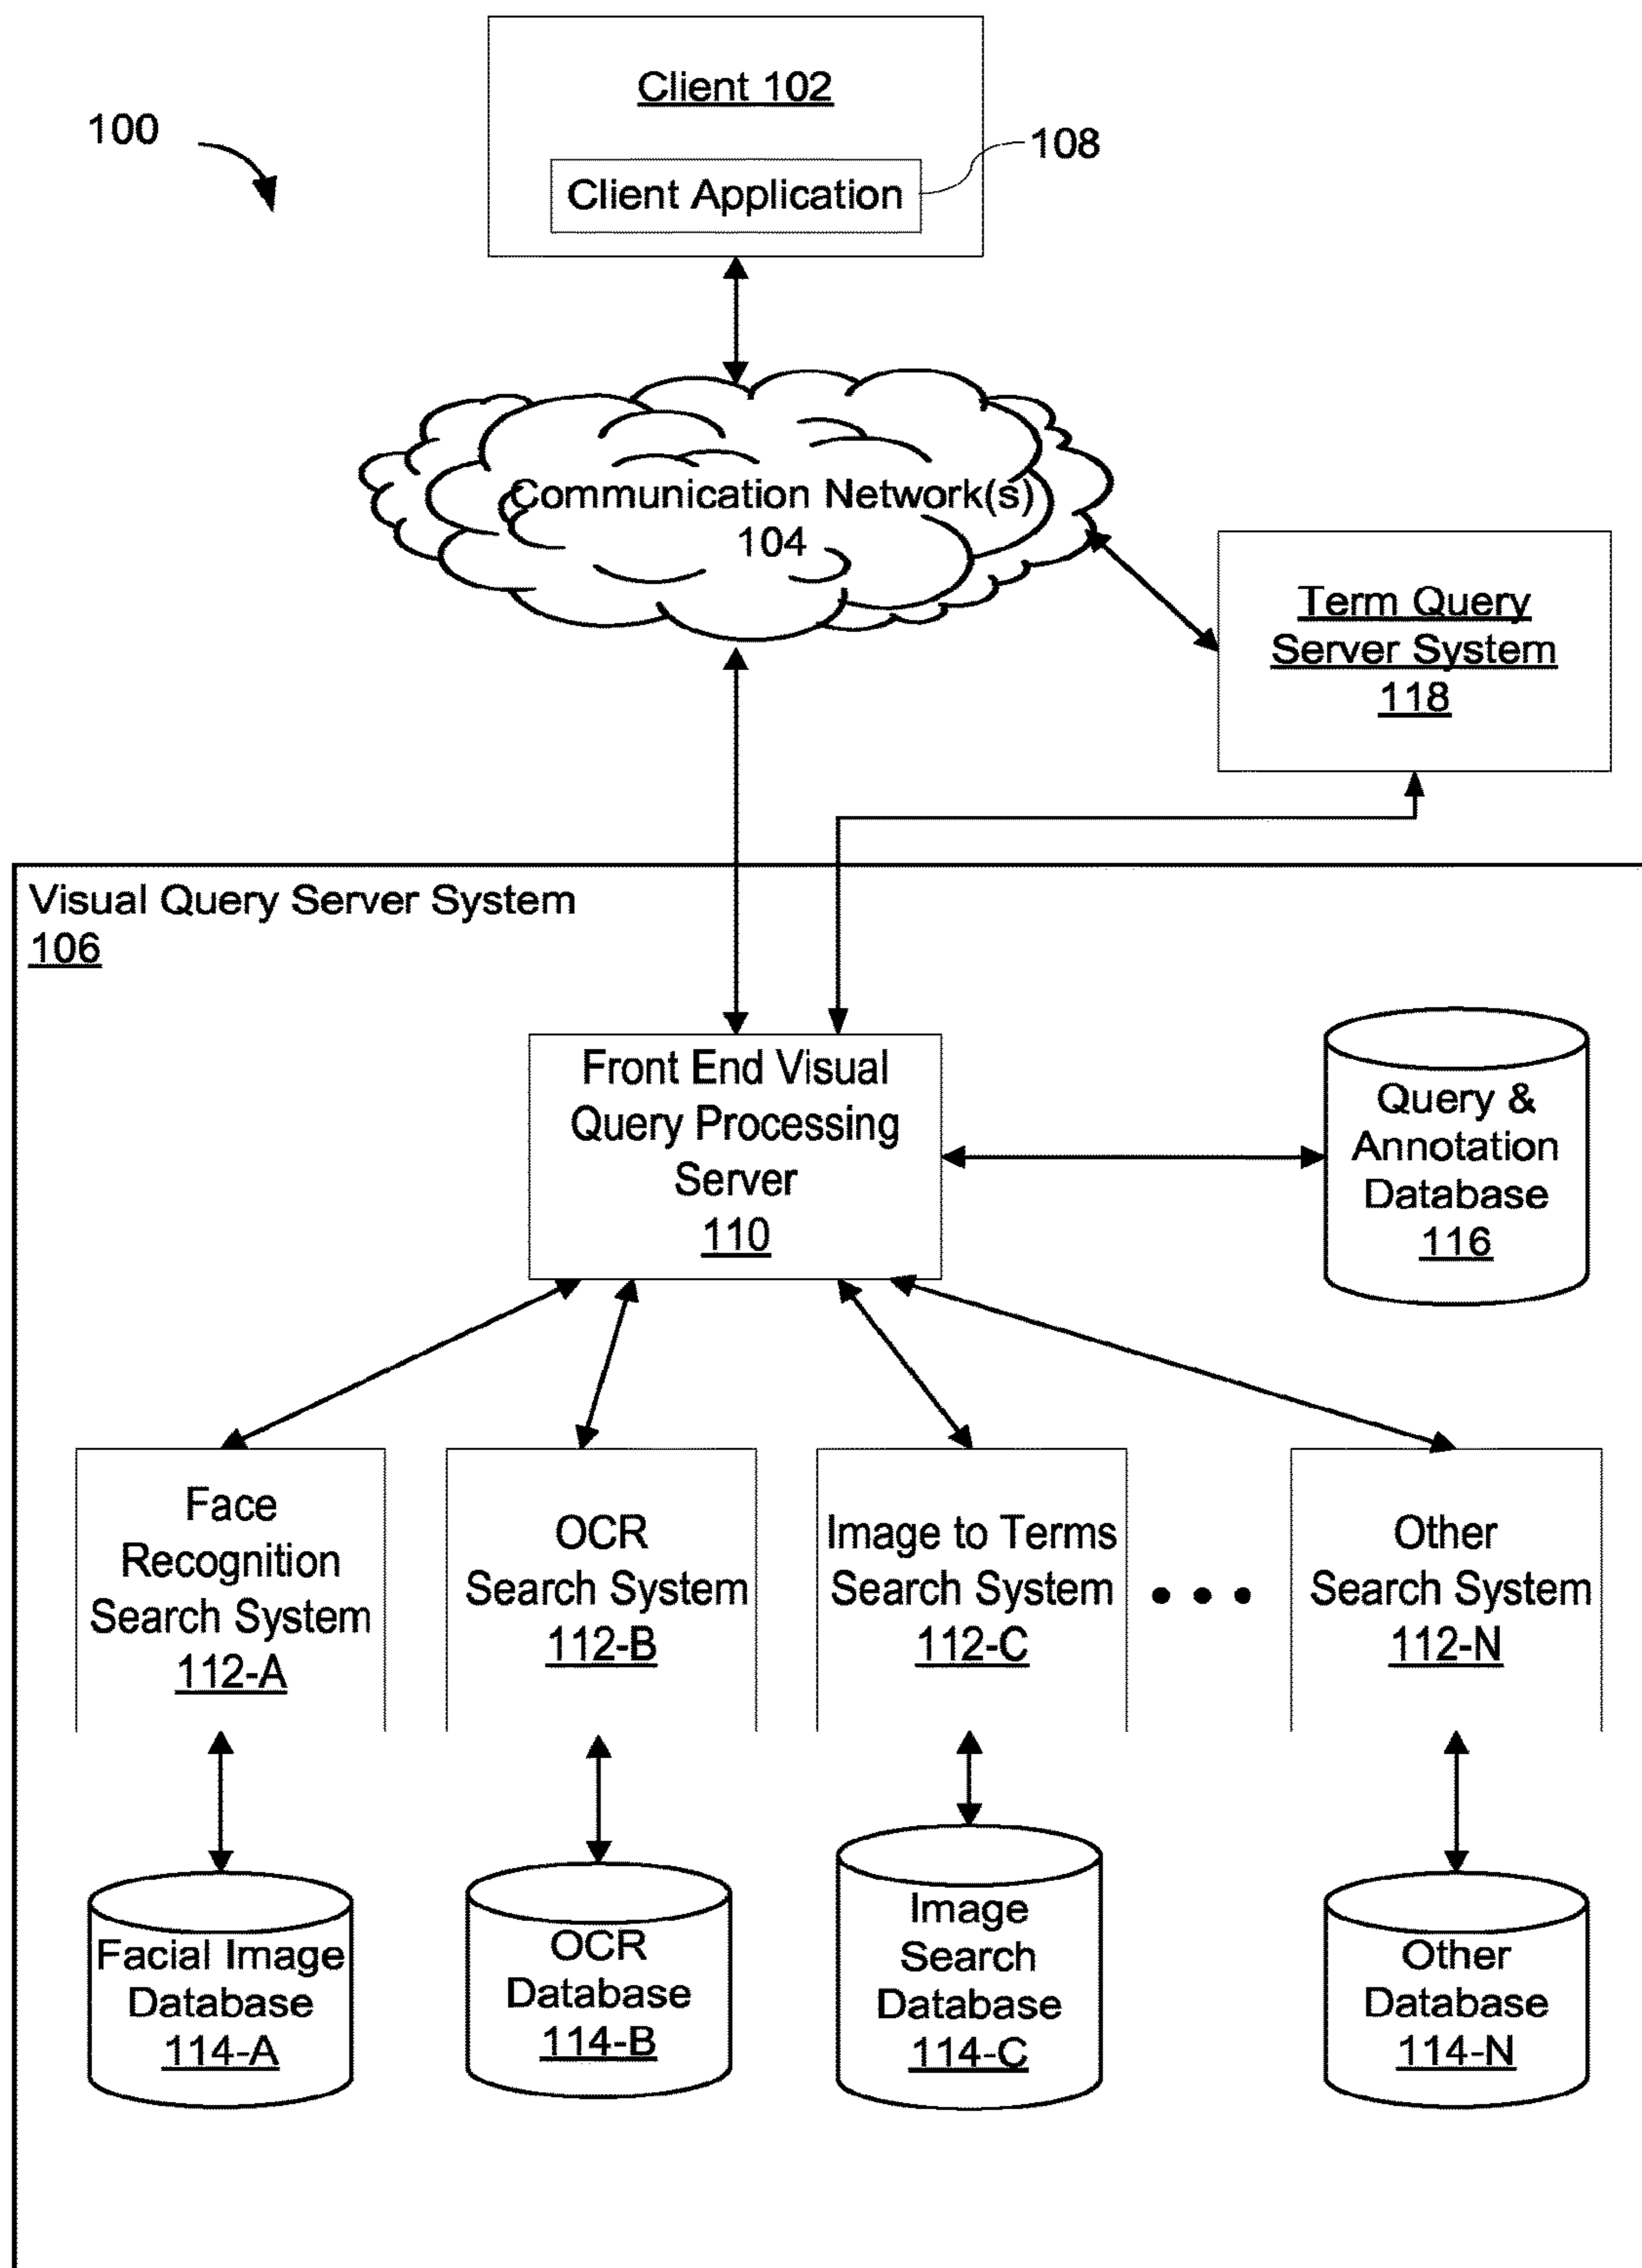 Client 102
100
108
Client Application
Communication Network(s)
104
Term Query
Server System
118
Visual Query Server System
106
Front End Visual
Query Processing
Server
110
Query &
Annotation
Database
116
Face
Recognition
Search System
112-A
OCR
Search System
112-B
Image to Terms
Search System
112-C
• • •
Other
Search System
112-N
Facial Image
Database
114-A
OCR
Database
114-B
Image
Search
Database
114-C
Other
Database
114-N